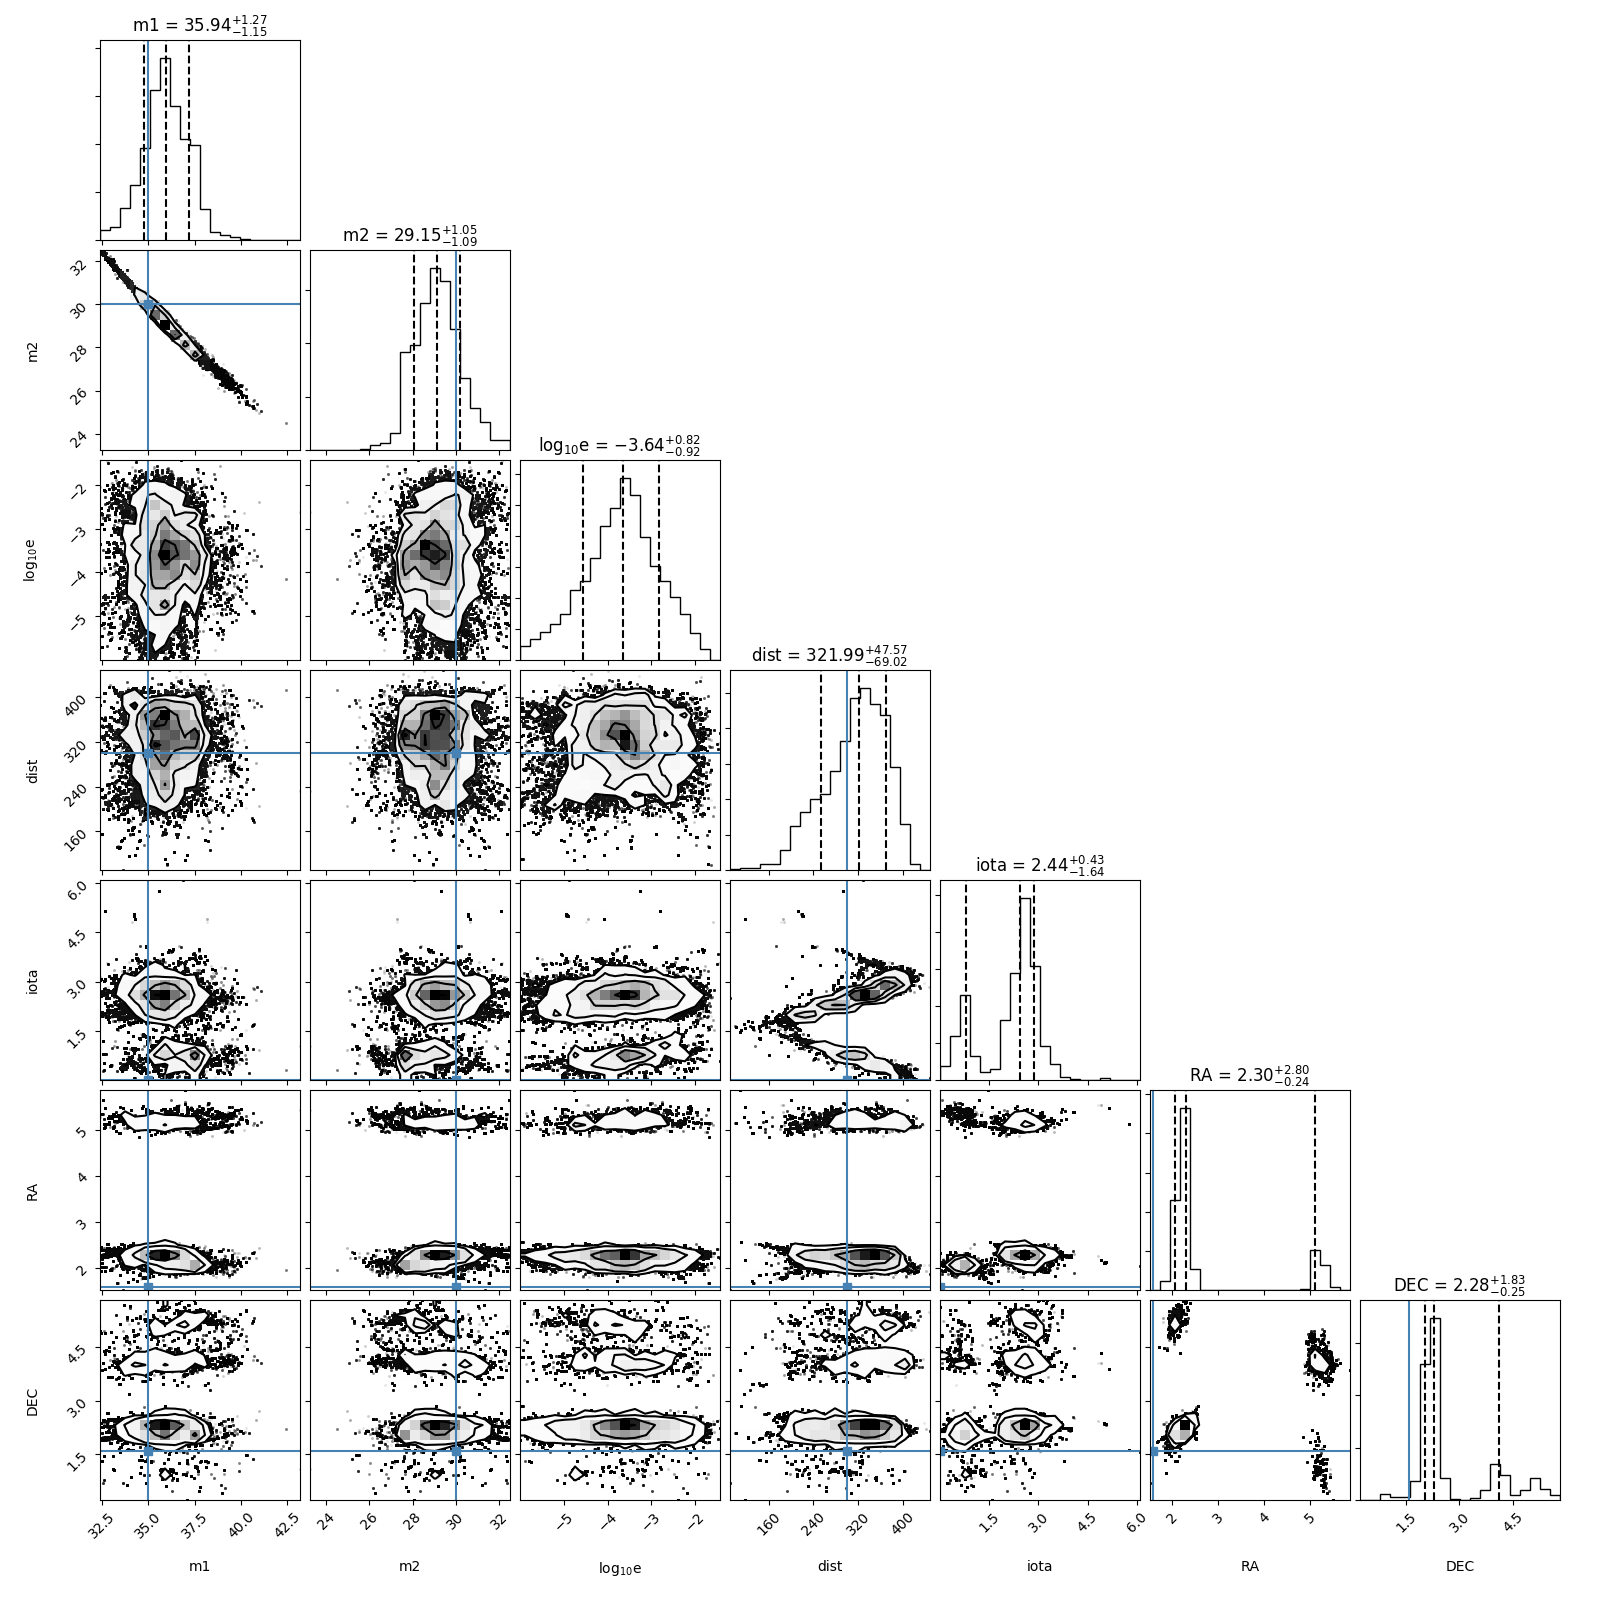 m1 = 35.94+1.27 −1.15
m2 = 29.15+1.05 −1.09
log10e = −3.64+0.82 −0.92
dist = 321.99+47.57 −69.02
iota = 2.44+0.43 −1.64
RA = 2.30+2.80 −0.24
DEC = 2.28+1.83 −0.25
m2
32
30
28
26
24
log10e
−2
−3
−4
−5
dist
400
320
240
160
iota
6.0
4.5
3.0
1.5
RA
5
4
3
2
DEC
4.5
3.0
1.5
32.5 35.0 37.5 40.0 42.5
24 26 28 30 32
−5 −4 −3 −2
160 240 320 400
1.5 3.0 4.5 6.0
2 3 4 5
1.5 3.0 4.5
m1 m2 log10e dist iota RA DEC